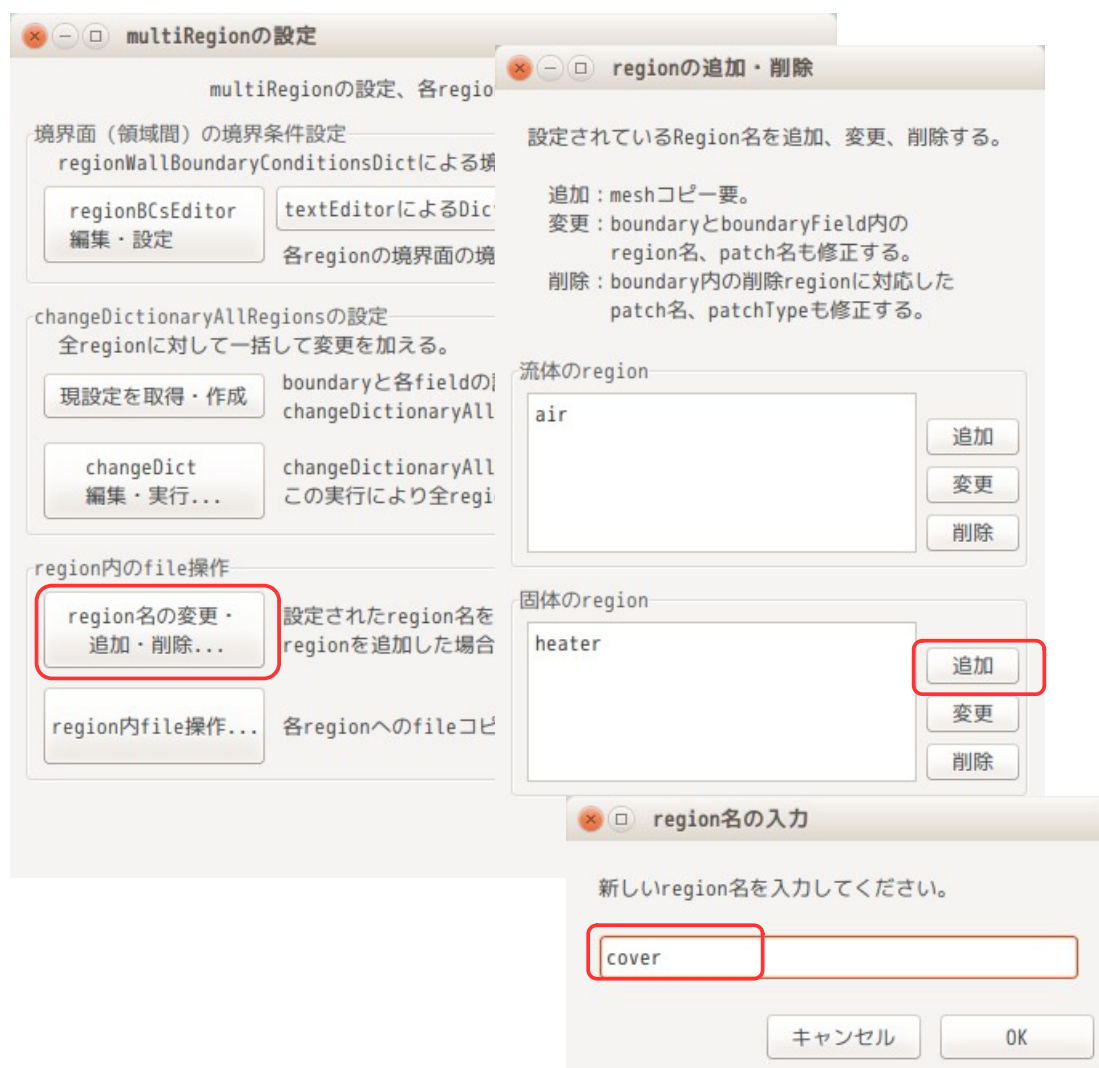 multiRegionの設定
multiRegionの設定、各regio
境界面（領域間）の境界条件設定
regionWallBoundaryConditionsDictによる境
regionBCsEditor
編集・設定
textEditorによるDic
各regionの境界面の境
changeDictionaryAllRegionsの設定
全regionに対して一括して変更を加える。
現設定を取得・作成
boundaryと各fieldの
changeDictionaryAll
changeDict
編集・実行...
changeDictionaryAll
この実行により全regi
region内のfile操作
region名の変更・
追加・削除...
設定されたregion名を
regionを追加した場合
region内file操作...
各regionへのfileコピ
regionの追加・削除
設定されているRegion名を追加、変更、削除する。
追加：meshコピー要。
変更：boundaryとboundaryField内の
region名、patch名も修正する。
削除：boundary内の削除regionに対応した
patch名、patchTypeも修正する。
流体のregion
air
追加
変更
削除
固体のregion
heater
追加
変更
削除
region名の入力
新しいregion名を入力してください。
cover
キャンセル
OK